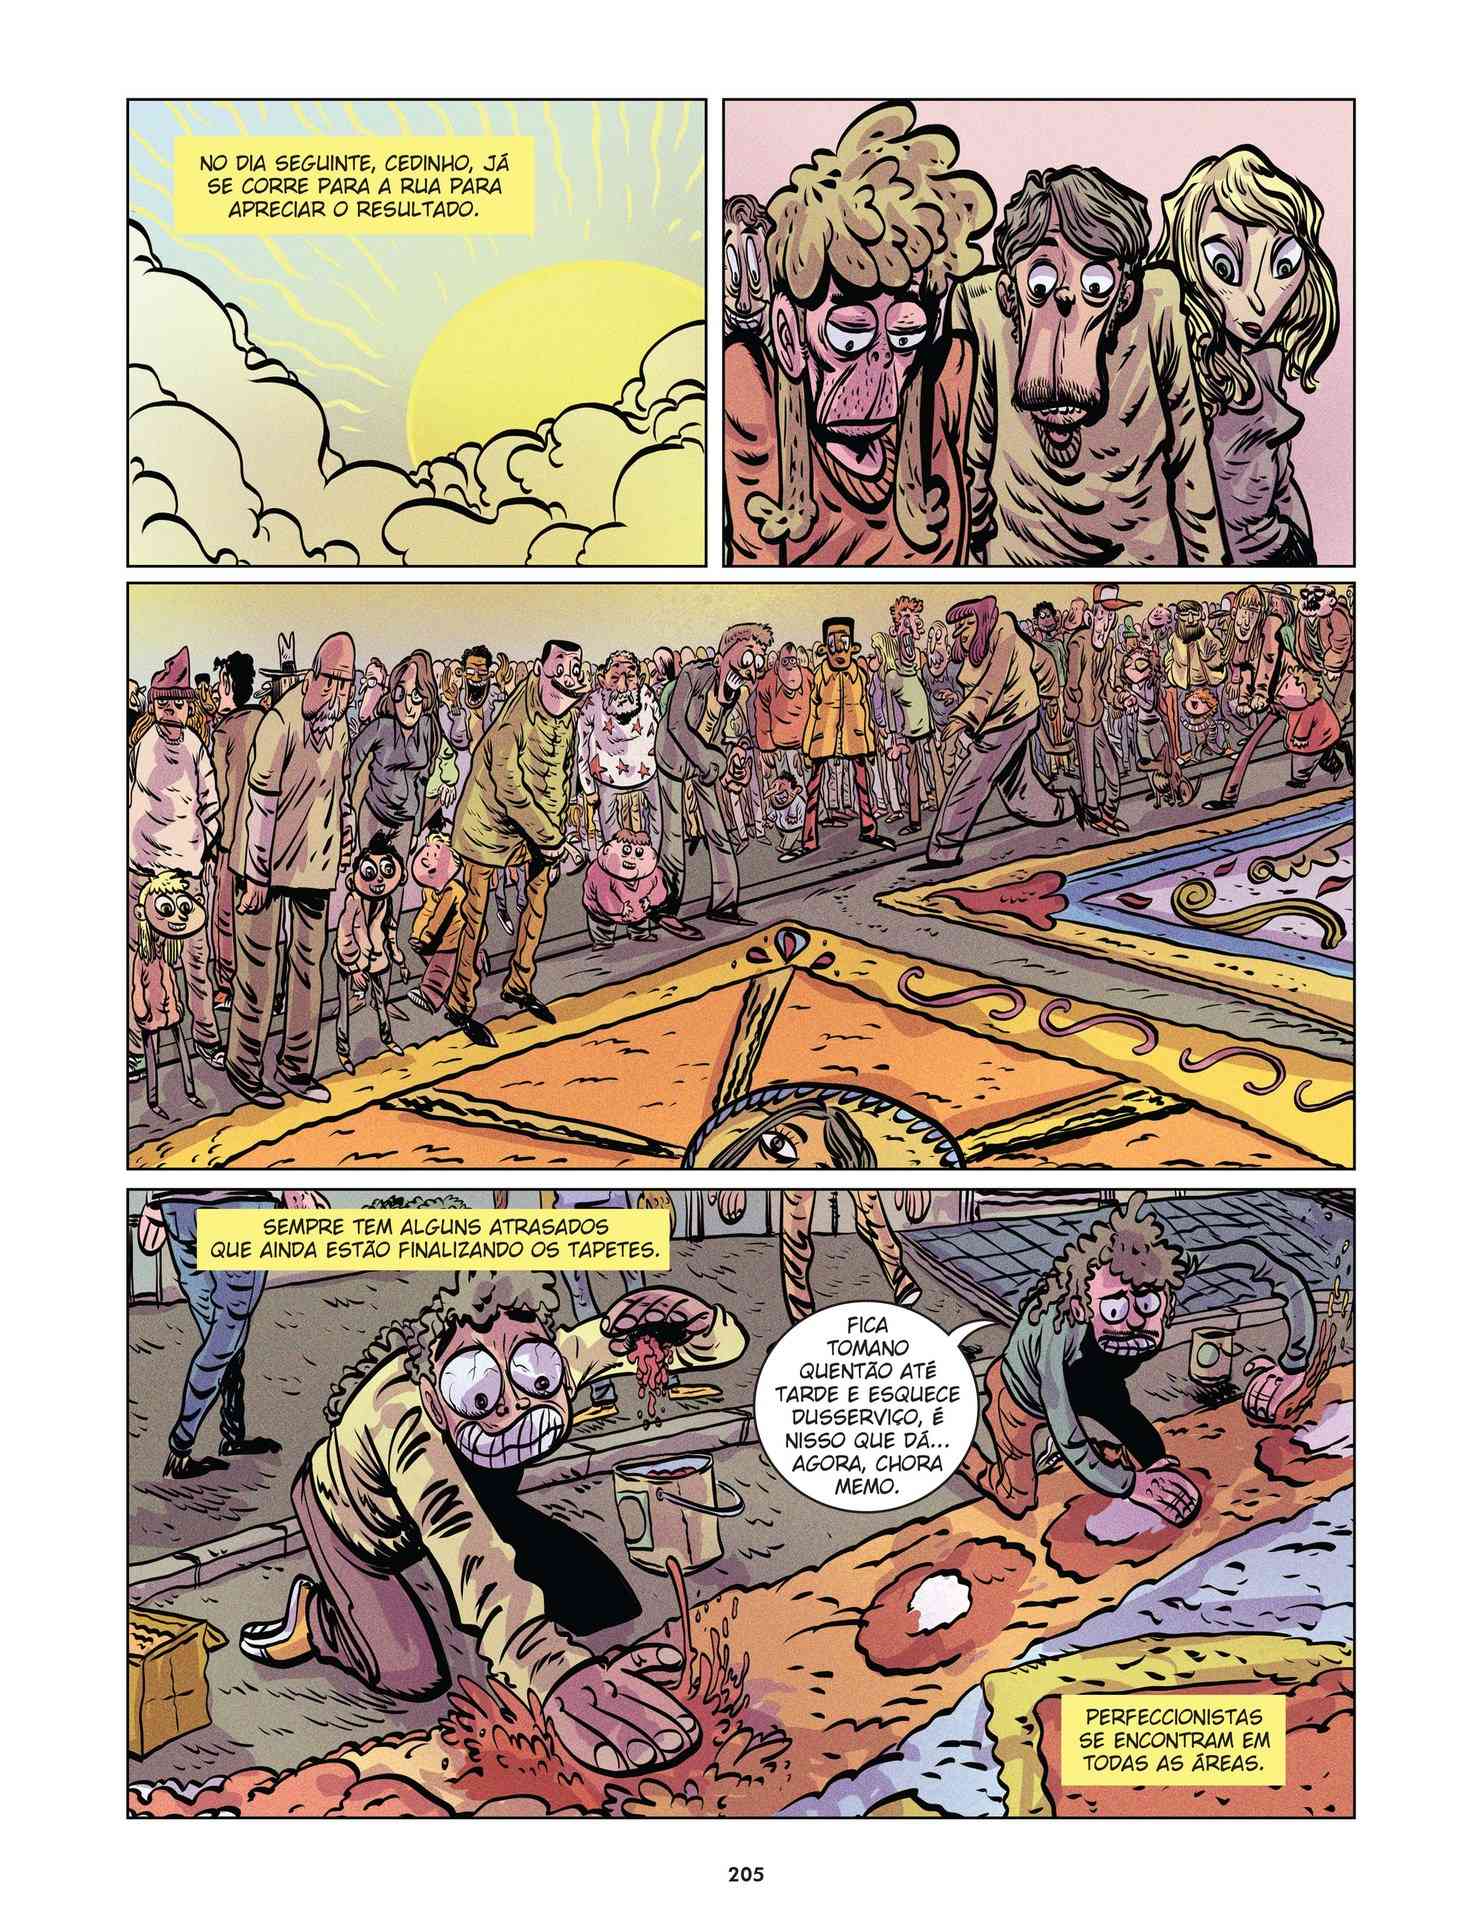 NO DIA SEGUINTE, CEDINHO, JÁ
SE CORRE PARA A RUA PARA
APRECIAR O RESULTADO.
SEMPRE TEM ALGUNS ATRASADOS
QUE AINDA ESTÃO FINALIZANDO OS TAPETES.
FICA
TOMANO
QUENTÃO ATÉ
TARDE E ESQUECE
DUSSERVIÇO, É
NISSO QUE DÁ...
AGORA, CHORA
MEMO.
PERFECCIONISTAS
SE ENCONTRAM EM
TODAS AS ÁREAS.
205